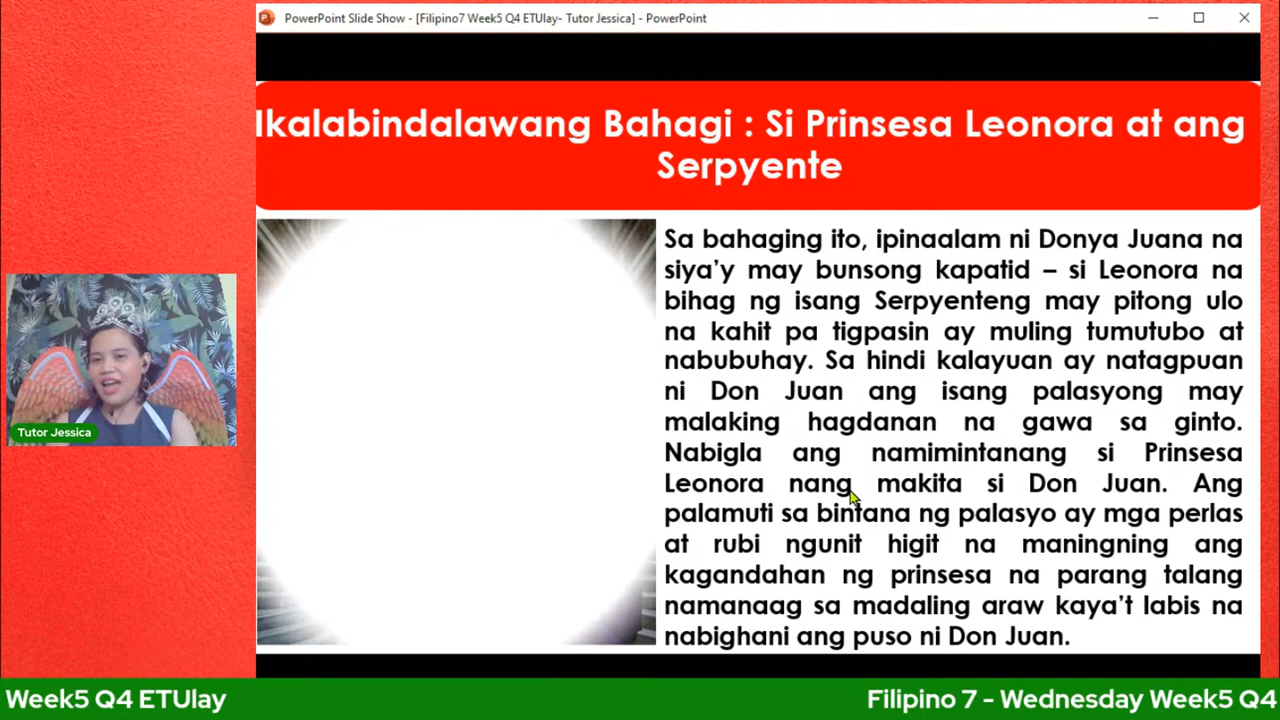 PowerPoint Slide Show - [Filipino7 Week5 Q4 ETUlay- Tutor Jessica] - PowerPoint
Ikalabindalawang Bahagi : Si Prinsesa Leonora at ang
Serpyente
Sa bahaging ito, ipinaalam ni Donya Juana na
siya’y may bunsong kapatid – si Leonora na
bihag ng isang Serpyenteng may pitong ulo
na kahit pa tigpasin ay muling tumutubo at
nabubuhay. Sa hindi kalayuan ay natagpuan
ni Don Juan ang isang palasyong may
malaking hagdanan na gawa sa ginto.
Nabigla ang namimintanang si Prinsesa
Leonora nang makita si Don Juan. Ang
palamuti sa bintana ng palasyo ay mga perlas
at rubi ngunit higit na maningning ang
kagandahan ng prinsesa na parang talang
namanaag sa madaling araw kaya’t labis na
nabighani ang puso ni Don Juan.
Tutor Jessica
Week5 Q4 ETUlay
Filipino 7 - Wednesday Week5 Q4